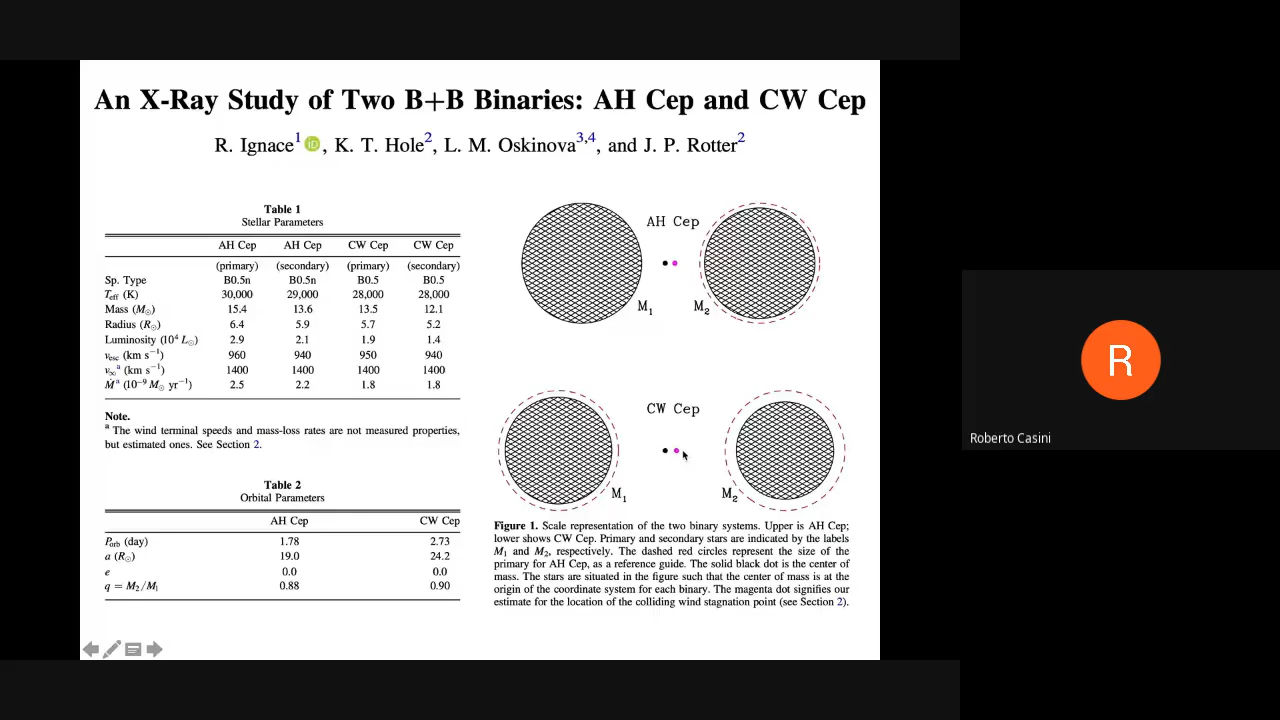 An X-Ray Study of Two B+B Binaries: AH Cep and CW Cep
R. Ignace1 iD, K. T. Hole2, L. M. Oskinova3,4, and J. P. Rotter2
Table 1
Stellar Parameters
AH Cep AH Cep CW Cep CW Cep
(primary) (secondary) (primary) (secondary)
Sp. Type B0.5n B0.5n B0.5 B0.5
Teff (K) 30,000 29,000 28,000 28,000
Mass (M⊙) 15.4 13.6 13.5 12.1
Radius (R⊙) 6.4 5.9 5.7 5.2
Luminosity (10⁴ L⊙) 2.9 2.1 1.9 1.4
vesc (km s⁻¹) 960 940 950 940
v∞ᵃ (km s⁻¹) 1400 1400 1400 1400
Ṁᵃ (10⁻⁹ M⊙ yr⁻¹) 2.5 2.2 1.8 1.8
Note.
ᵃ The wind terminal speeds and mass-loss rates are not measured properties,
but estimated ones. See Section 2.
Table 2
Orbital Parameters
AH Cep CW Cep
Porb (day) 1.78 2.73
a (R⊙) 19.0 24.2
e 0.0 0.0
q = M2/M1 0.88 0.90
AH Cep
M1 M2
CW Cep
M1 M2
Figure 1. Scale representation of the two binary systems. Upper is AH Cep;
lower shows CW Cep. Primary and secondary stars are indicated by the labels
M1 and M2, respectively. The dashed red circles represent the size of the
primary for AH Cep, as a reference guide. The solid black dot is the center of
mass. The stars are situated in the figure such that the center of mass is at the
origin of the coordinate system for each binary. The magenta dot signifies our
estimate for the location of the colliding wind stagnation point (see Section 2).
R
Roberto Casini